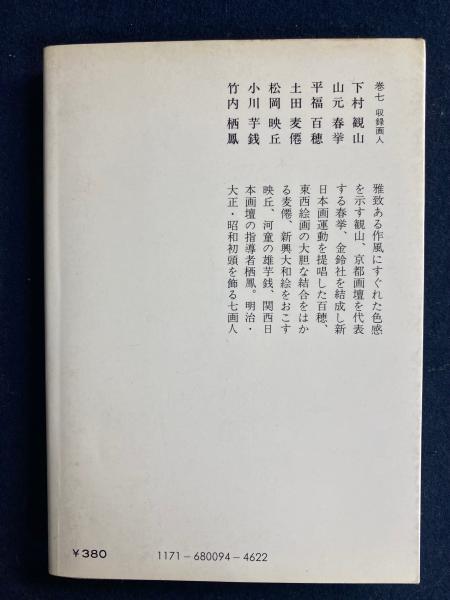 巻七 収録画人
下村 観山
山元 春挙
平福 百穂
土田 麦僊
松岡 映丘
小川 芋銭
竹内 栖鳳
雅致ある作風にすぐれた色感
を示す観山、京都画壇を代表
する春挙、金鈴社を結成し新
日本画運動を提唱した百穂、
東西絵画の大胆な結合をはか
る麦僊、新興大和絵をおこす
映丘、河童の雄芋銭、関西日
本画壇の指導者栖鳳。明治・
大正・昭和初頭を飾る七画人
￥380
1171－680094－4622